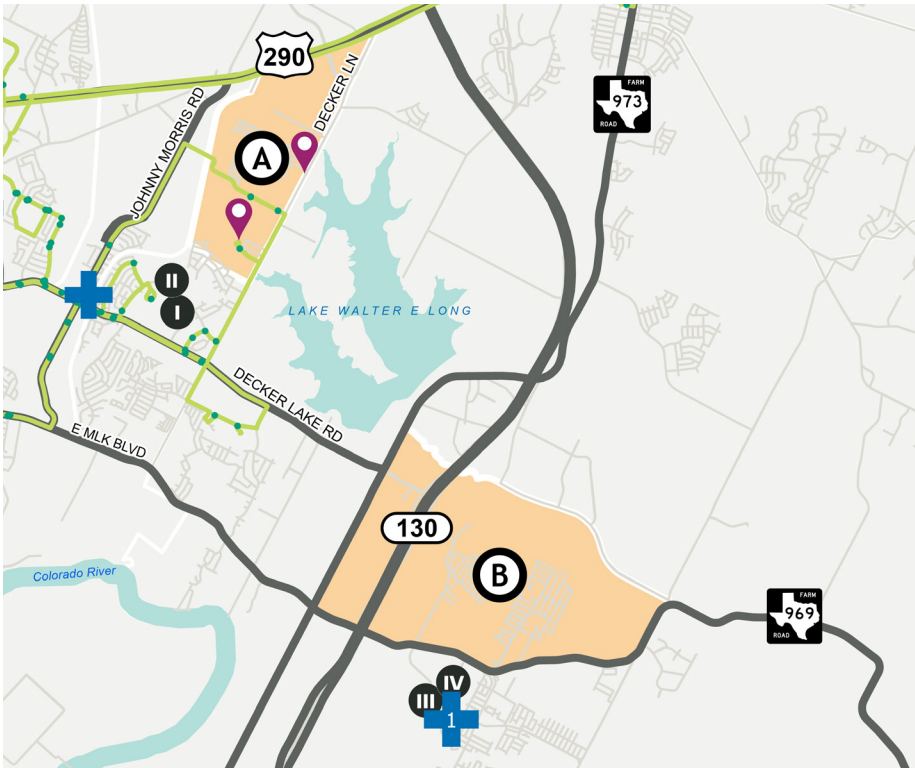 290
DECKER LN
FARM
973
ROAD
JOHNNY MORRIS RD
A
II
I
LAKE WALTER E LONG
DECKER LAKE RD
E MLK BLVD
130
B
Colorado River
FARM
969
ROAD
IV
III
1